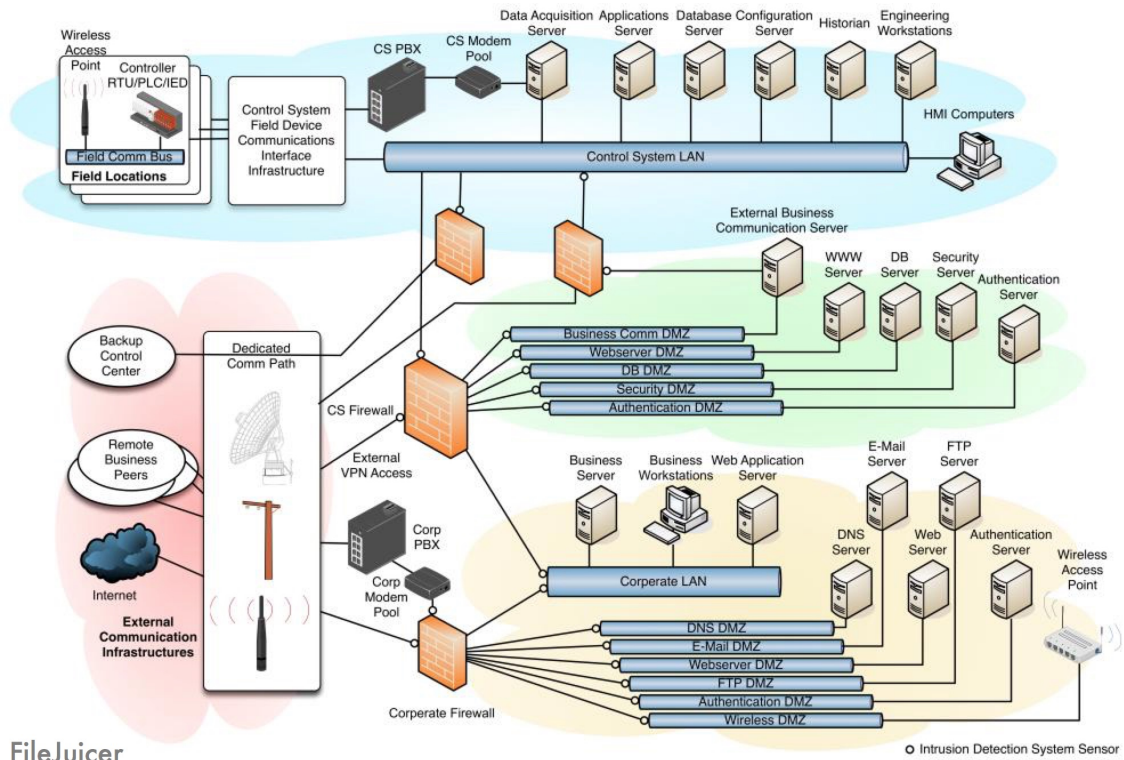 Data Acquisition
Server
Applications
Server
Database
Server
Configuration
Server
Historian
Engineering
Workstations
Wireless
Access
Point
Controller
RTU/PLC/IED
CS PBX
CS Modem
Pool
Field Comm Bus
Field Locations
Control System
Field Device
Communications
Interface
Infrastructure
HMI Computers
Control System LAN
External Business
Communication Server
WWW
Server
DB
Server
Security
Server
Authentication
Server
Business Comm DMZ
Webserver DMZ
DB DMZ
Security DMZ
Authentication DMZ
Backup
Control
Center
Dedicated
Comm Path
CS Firewall
External
VPN Access
Remote
Business
Peers
Internet
External
Communication
Infrastructures
Corp
PBX
Corp
Modem
Pool
Business
Server
Business
Workstations
Web Application
Server
E-Mail
Server
FTP
Server
DNS
Server
Web
Server
Authentication
Server
Wireless
Access
Point
Corperate LAN
DNS DMZ
E-Mail DMZ
Webserver DMZ
FTP DMZ
Authentication DMZ
Wireless DMZ
Corperate Firewall
FileJuicer
Intrusion Detection System Sensor